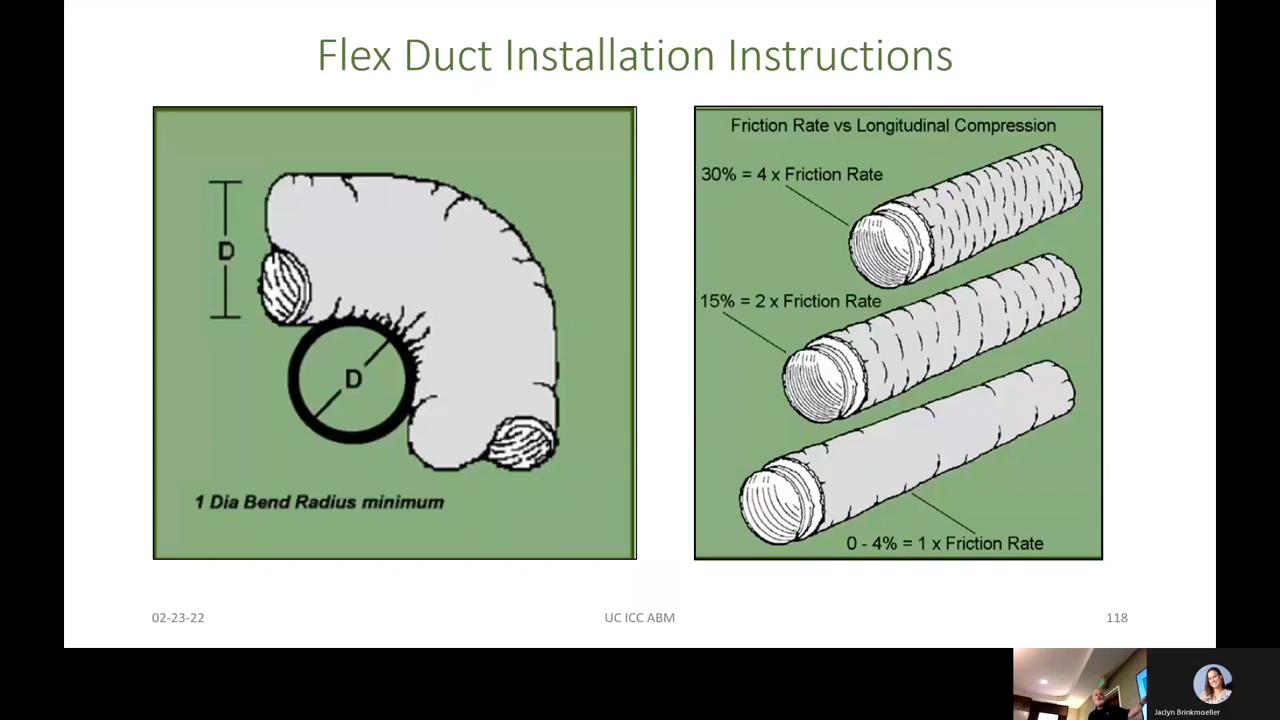 Flex Duct Installation Instructions
D
D
1 Dia Bend Radius minimum
Friction Rate vs Longitudinal Compression
30% = 4 x Friction Rate
15% = 2 x Friction Rate
0 - 4% = 1 x Friction Rate
02-23-22
UC ICC ABM
118
Jaclyn Brinkmoeller